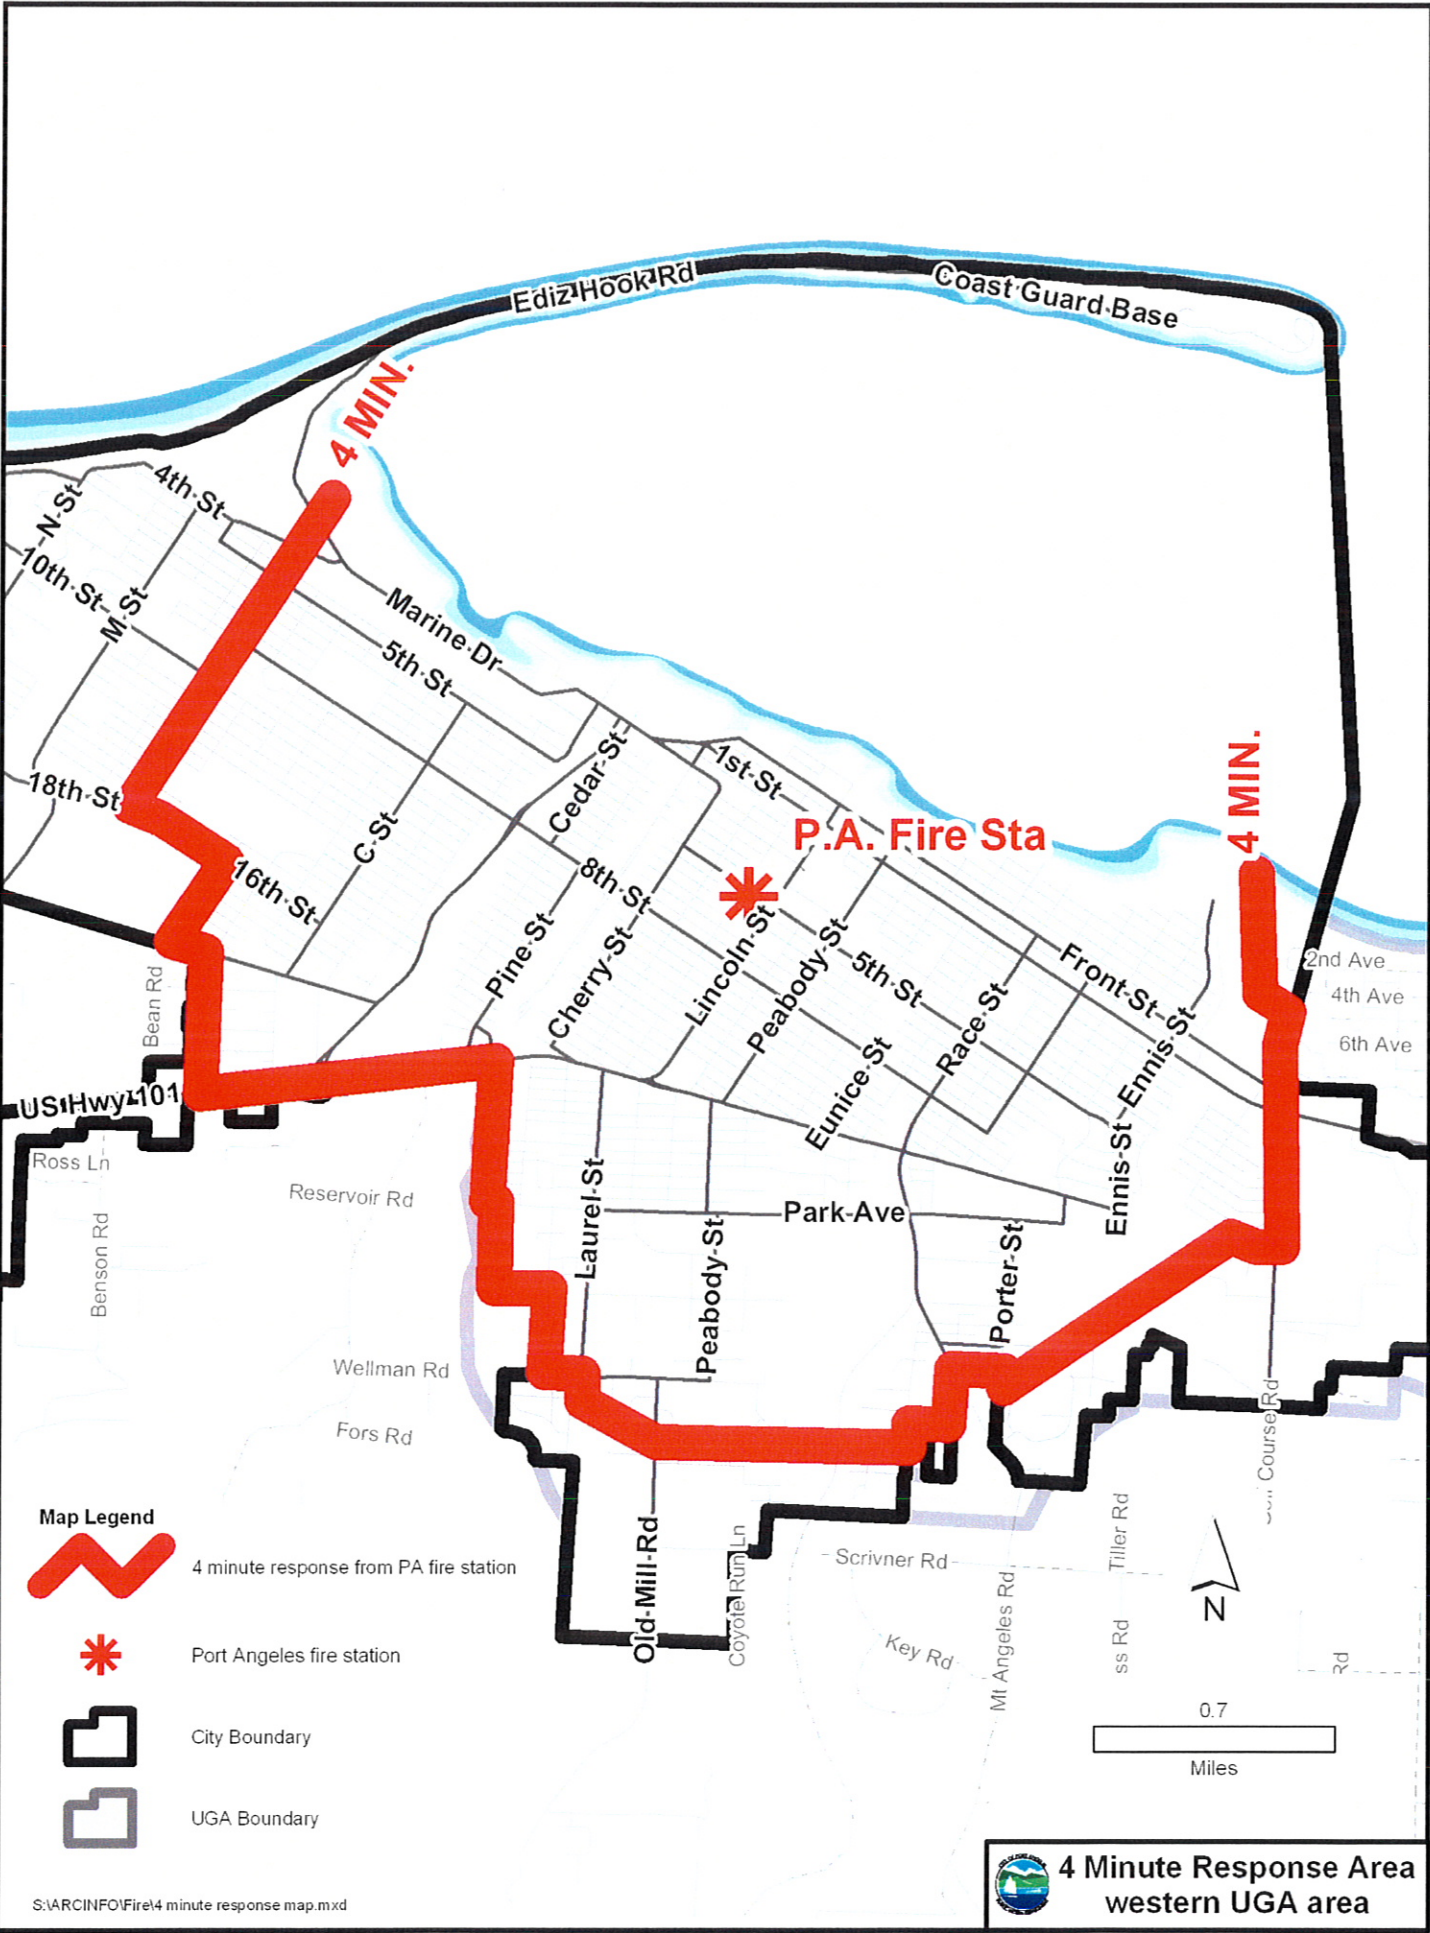 Ediz Hook Rd
Coast Guard Base
4 MIN.
4th St
N St
10th St
M St
Marine Dr
5th St
4 MIN.
18th St
Cedar St
1st St
P.A. Fire Sta
C St
16th St
8th St
Pine St
Cherry St
Lincoln St
Peabody St
5th St
Front St
2nd Ave
4th Ave
6th Ave
Bean Rd
Race St
Ennis St
Eunice St
US Hwy 101
Ross Ln
Reservoir Rd
Benson Rd
Laurel St
Park Ave
Ennis St
Peabody St
Porter St
Wellman Rd
Fors Rd
Course Rd
Map Legend
4 minute response from PA fire station
Port Angeles fire station
City Boundary
UGA Boundary
Old Mill Rd
Coyote Run Ln
Scrivner Rd
Tiller Rd
Key Rd
Mt Angeles Rd
ss Rd
Rd
N
0.7
Miles
4 Minute Response Area
western UGA area
S:\ARCINFO\Fire\4 minute response map.mxd